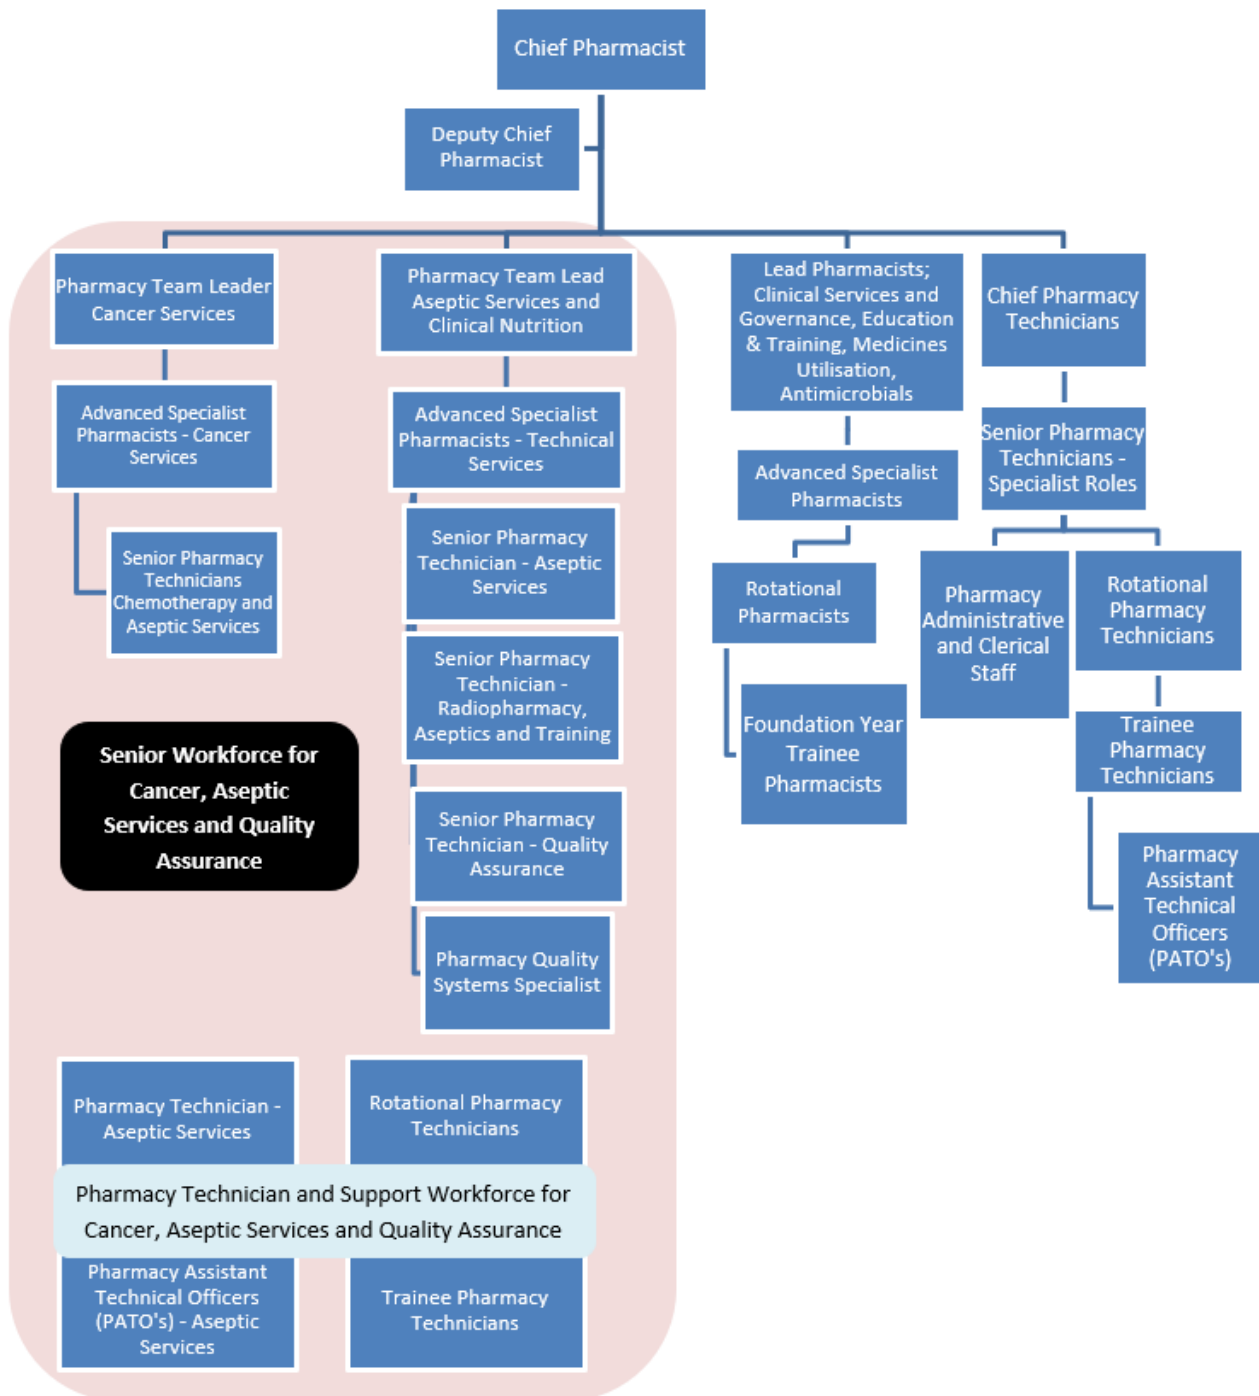 Chief Pharmacist
Deputy Chief
Pharmacist
Pharmacy Team Leader
Cancer Services
Advanced Specialist
Pharmacists - Cancer
Services
Senior Pharmacy
Technicians
Chemotherapy and
Aseptic Services
Pharmacy Team Lead
Aseptic Services and
Clinical Nutrition
Advanced Specialist
Pharmacists - Technical
Services
Senior Pharmacy
Technician - Aseptic
Services
Senior Pharmacy
Technician -
Radiopharmacy,
Aseptics and Training
Senior Pharmacy
Technician - Quality
Assurance
Pharmacy Quality
Systems Specialist
Lead Pharmacists;
Clinical Services and
Governance, Education
& Training, Medicines
Utilisation,
Antimicrobials
Advanced Specialist
Pharmacists
Rotational
Pharmacists
Foundation Year
Trainee
Pharmacists
Chief Pharmacy
Technicians
Senior Pharmacy
Technicians -
Specialist Roles
Pharmacy
Administrative
and Clerical
Staff
Rotational
Pharmacy
Technicians
Trainee
Pharmacy
Technicians
Pharmacy
Assistant
Technical
Officers
(PATO's)
Senior Workforce for
Cancer, Aseptic
Services and Quality
Assurance
Pharmacy Technician -
Aseptic Services
Rotational Pharmacy
Technicians
Pharmacy Technician and Support Workforce for
Cancer, Aseptic Services and Quality Assurance
Pharmacy Assistant
Technical Officers
(PATO's) - Aseptic
Services
Trainee Pharmacy
Technicians